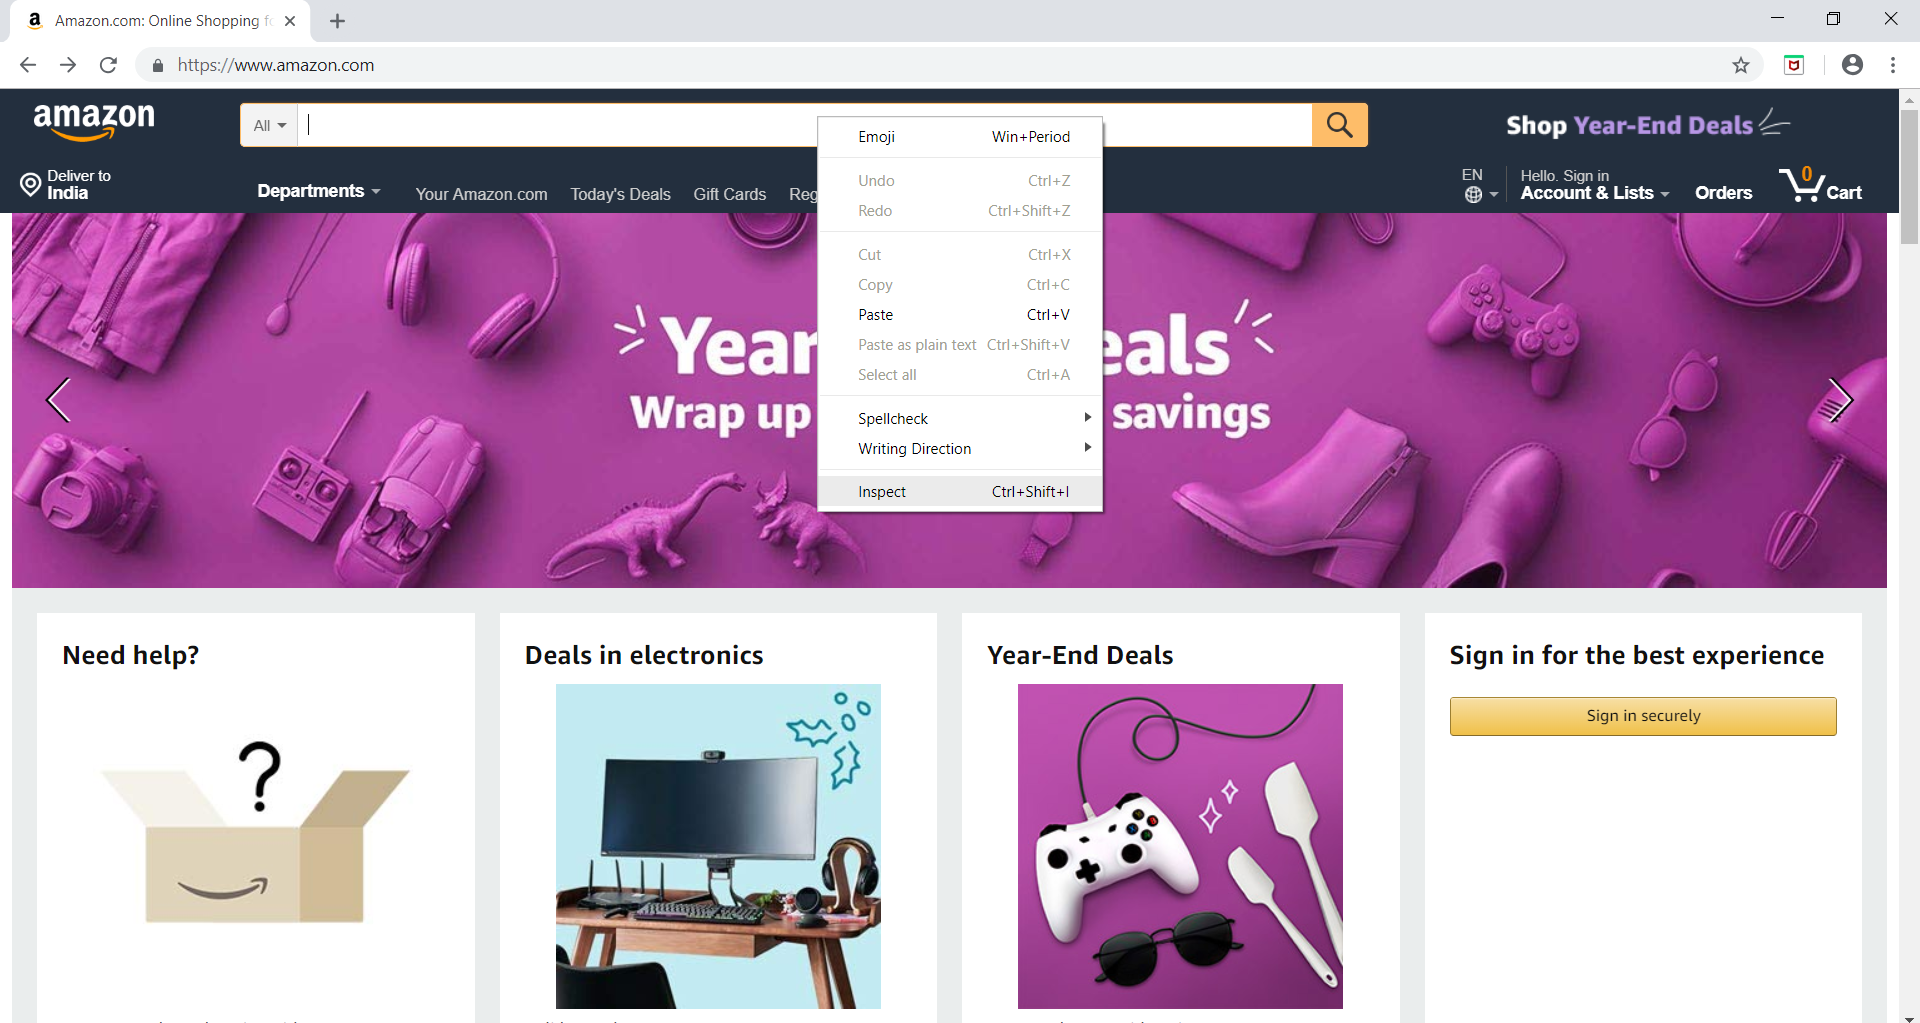 Amazon.com: Online Shopping fo
https://www.amazon.com
amazon
All
Shop Year-End Deals
Deliver to
India
Departments
Your Amazon.com
Today's Deals
Gift Cards
Reg
EN
Hello. Sign in
Account & Lists
Orders
0
Cart
Emoji Win+Period
Undo Ctrl+Z
Redo Ctrl+Shift+Z
Cut Ctrl+X
Copy Ctrl+C
Paste Ctrl+V
Paste as plain text Ctrl+Shift+V
Select all Ctrl+A
Spellcheck
Writing Direction
Inspect Ctrl+Shift+I
Year eals
Wrap up savings
Need help?
?
Deals in electronics
Year-End Deals
Sign in for the best experience
Sign in securely